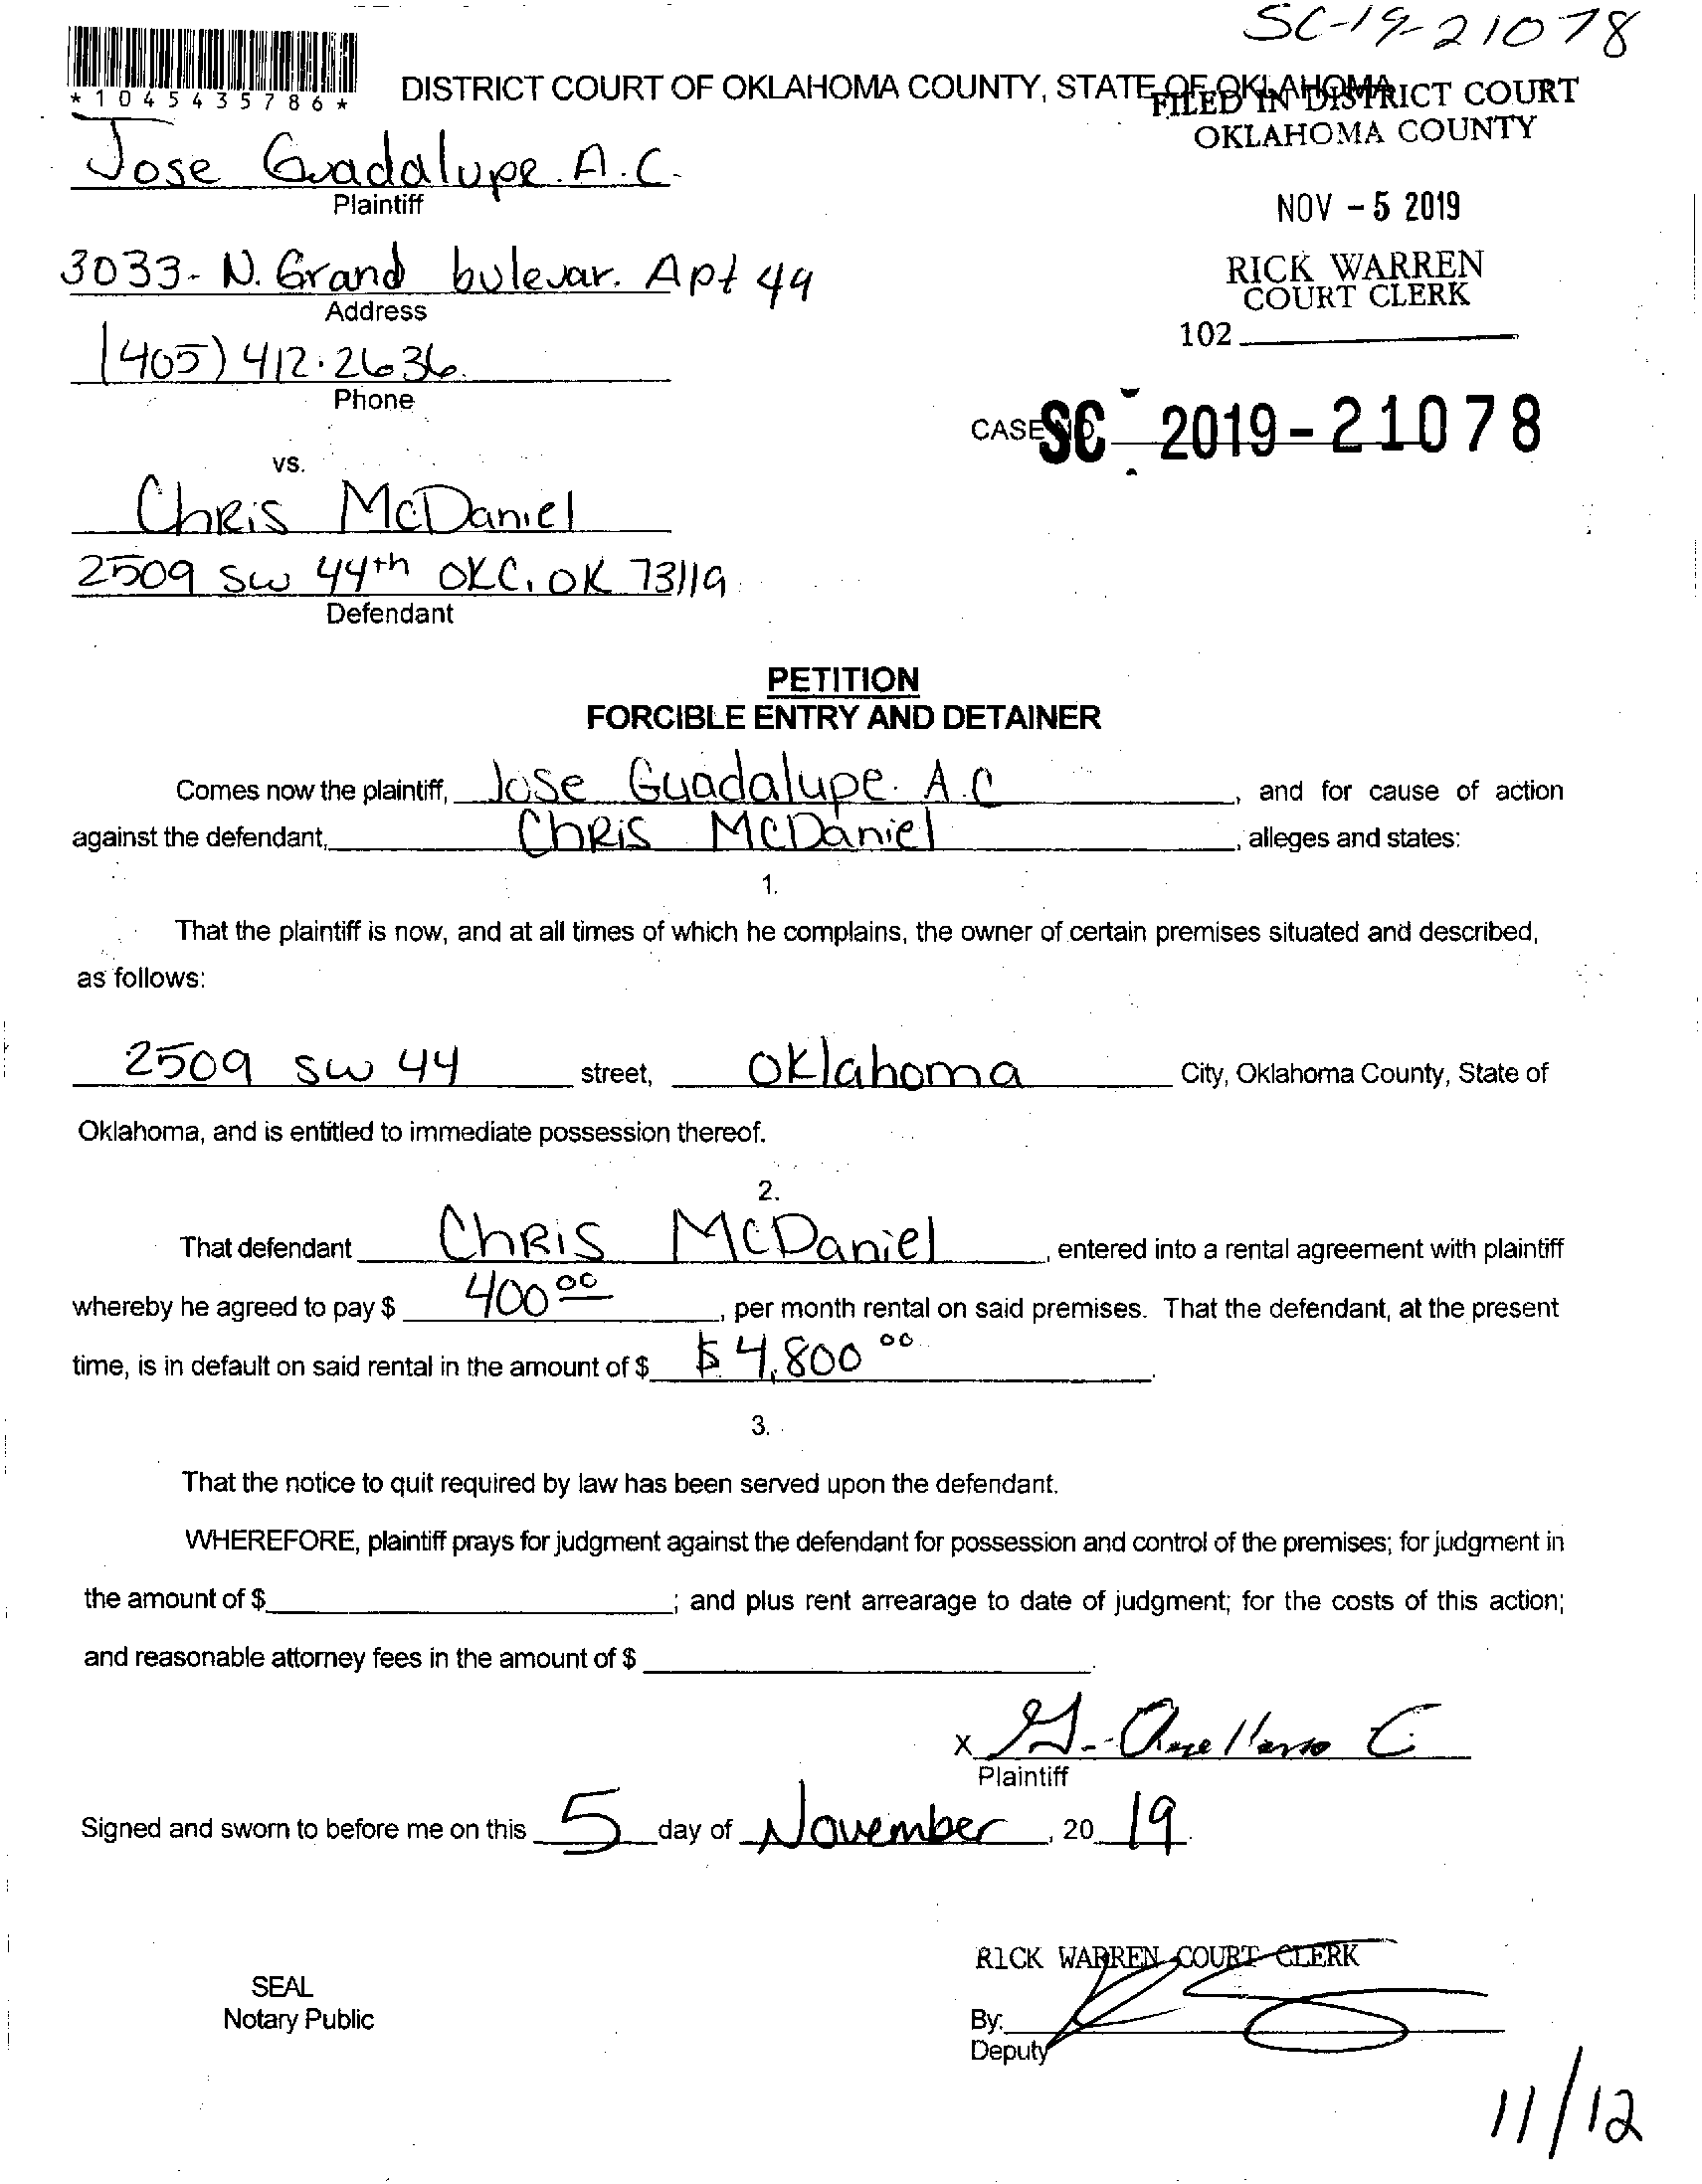 SC-19-21078
*1045435786*
DISTRICT COURT OF OKLAHOMA COUNTY, STATE OF OKLAHOMA
FILED IN DISTRICT COURT
OKLAHOMA COUNTY
Jose Guadalupe. A.C.
Plaintiff
NOV - 5 2019
3033- N. Grand bulevar. Apt 49
Address
RICK WARREN
COURT CLERK
102
(405) 412.2636.
Phone
CASE NO. SC - 2019-21078
vs.
Chris McDaniel
2509 SW 44th OKC, OK 73119
Defendant
PETITION
FORCIBLE ENTRY AND DETAINER
Comes now the plaintiff, Jose Guadalupe. A.C, and for cause of action
against the defendant, Chris McDaniel, alleges and states:
1.
That the plaintiff is now, and at all times of which he complains, the owner of certain premises situated and described,
as follows:
2509 SW 44 street, Oklahoma City, Oklahoma County, State of
Oklahoma, and is entitled to immediate possession thereof.
2.
That defendant Chris McDaniel, entered into a rental agreement with plaintiff
whereby he agreed to pay $ 400 00, per month rental on said premises. That the defendant, at the present
time, is in default on said rental in the amount of $ $ 4,800 00.
3.
That the notice to quit required by law has been served upon the defendant.
WHEREFORE, plaintiff prays for judgment against the defendant for possession and control of the premises; for judgment in
the amount of $ ; and plus rent arrearage to date of judgment; for the costs of this action;
and reasonable attorney fees in the amount of $ .
X G. Arellano C
Plaintiff
Signed and sworn to before me on this 5 day of November, 20 19.
RICK WARREN COURT CLERK
SEAL
Notary Public
By:
Deputy
11/12